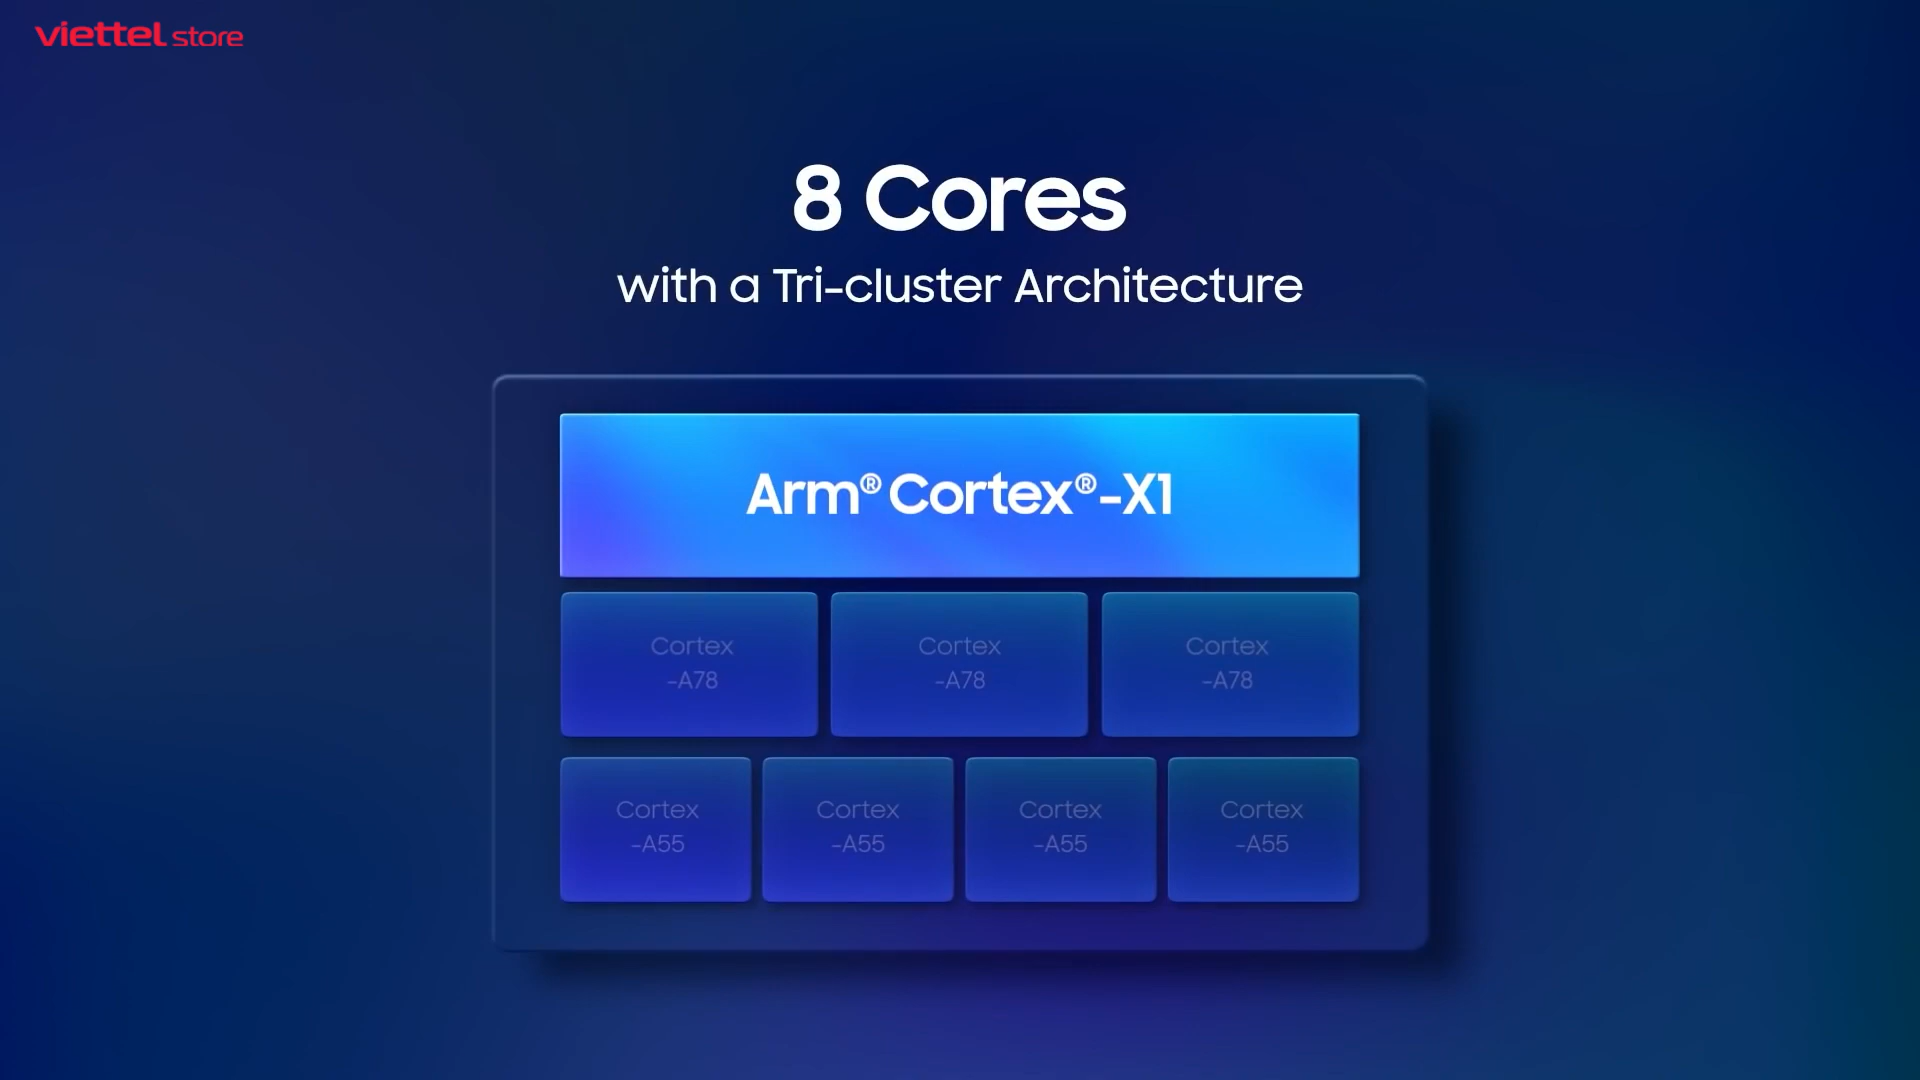 viettel store
8 Cores
with a Tri-cluster Architecture
Arm® Cortex®-X1
Cortex
-A78
Cortex
-A78
Cortex
-A78
Cortex
-A55
Cortex
-A55
Cortex
-A55
Cortex
-A55